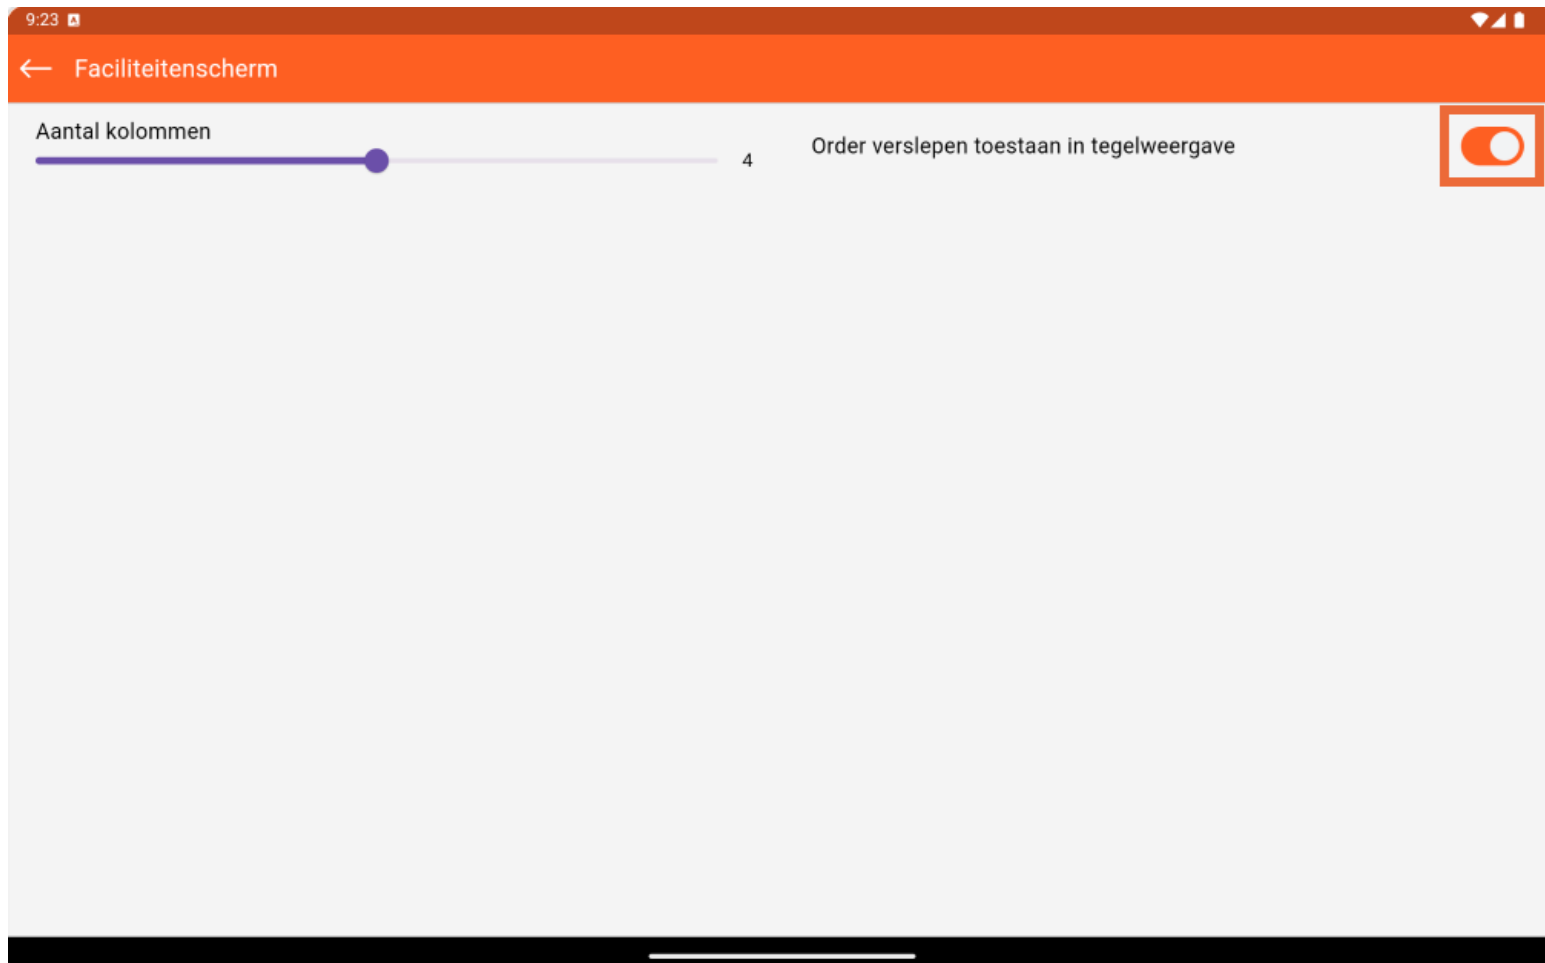 9:23
Faciliteitenscherm
Aantal kolommen
4
Order verslepen toestaan in tegelweergave